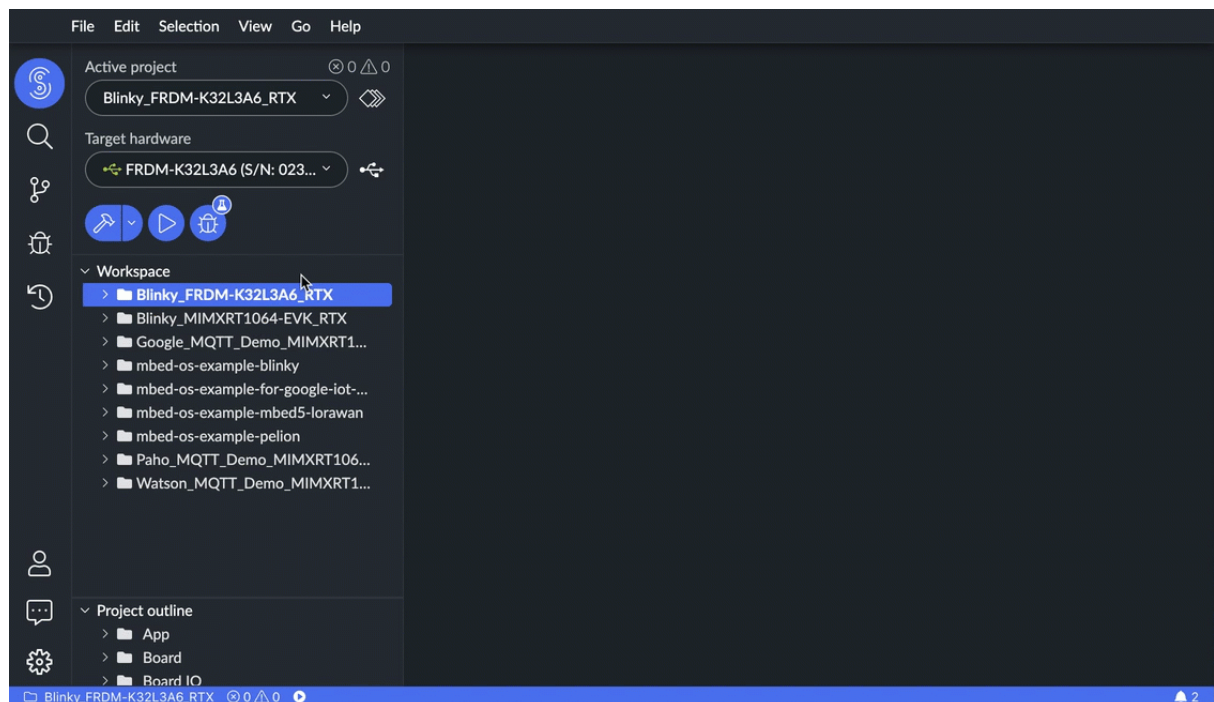 File Edit Selection View Go Help
Active project 0 0
Blinky_FRDM-K32L3A6_RTX
Target hardware
FRDM-K32L3A6 (S/N: 023...
Workspace
Blinky_FRDM-K32L3A6_RTX
Blinky_MIMXRT1064-EVK_RTX
Google_MQTT_Demo_MIMXRT1...
mbed-os-example-blinky
mbed-os-example-for-google-iot-...
mbed-os-example-mbed5-lorawan
mbed-os-example-pelion
Paho_MQTT_Demo_MIMXRT106...
Watson_MQTT_Demo_MIMXRT1...
Project outline
App
Board
Board IO
Blinky_FRDM-K32L3A6_RTX 0 0 2